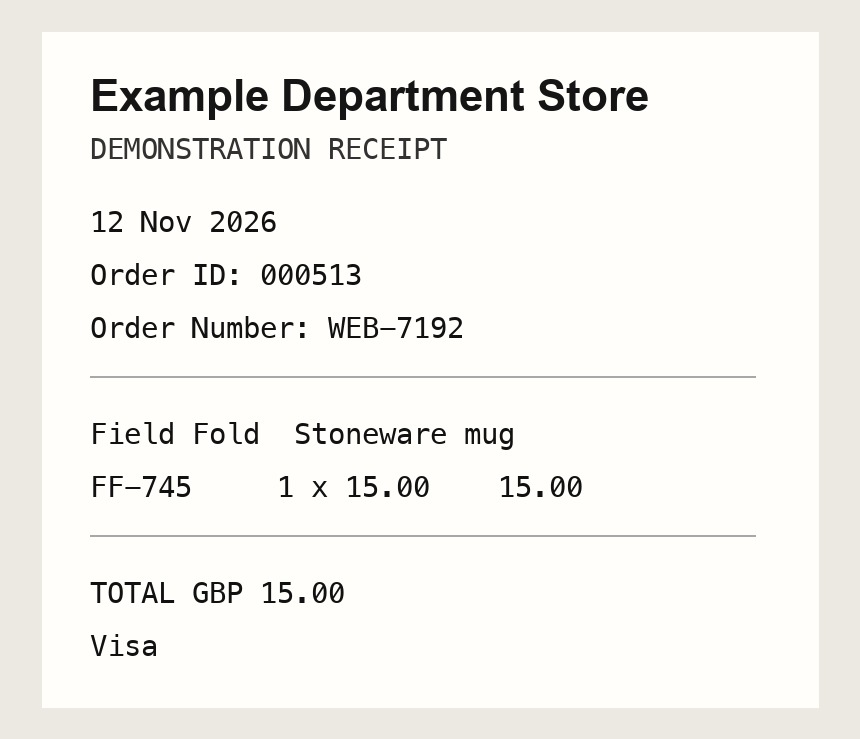 Example Department Store
DEMONSTRATION RECEIPT
12 Nov 2026
Order ID: 000513
Order Number: WEB–7192
Field Fold  Stoneware mug
FF–745     1 x 15.00    15.00
TOTAL GBP 15.00
Visa